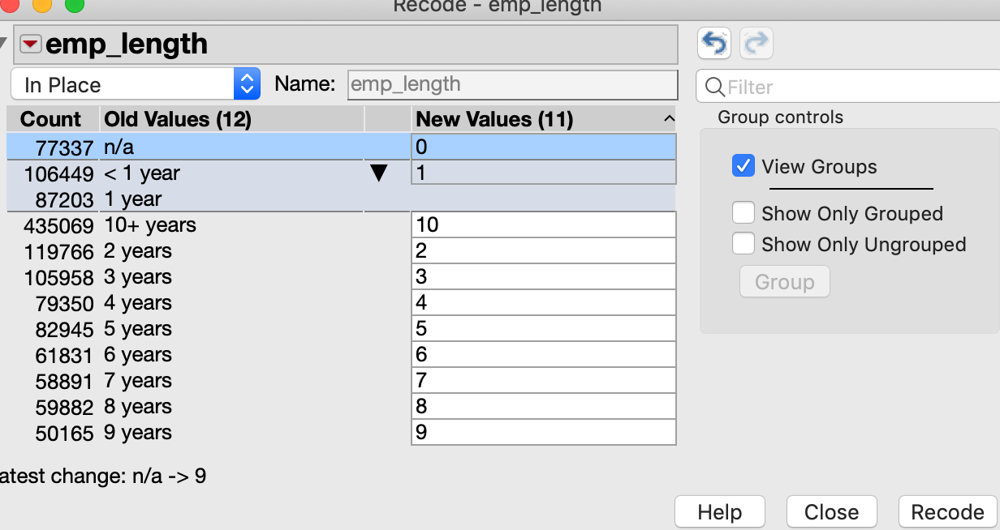 Recode - emp_length
emp_length
In Place Name: emp_length
Filter
Count Old Values (12) New Values (11)
Group controls
77337 n/a 0
106449 < 1 year 1
87203 1 year
435069 10+ years 10
119766 2 years 2
105958 3 years 3
79350 4 years 4
82945 5 years 5
61831 6 years 6
58891 7 years 7
59882 8 years 8
50165 9 years 9
View Groups
Show Only Grouped
Show Only Ungrouped
Group
atest change: n/a -> 9
Help Close Recode